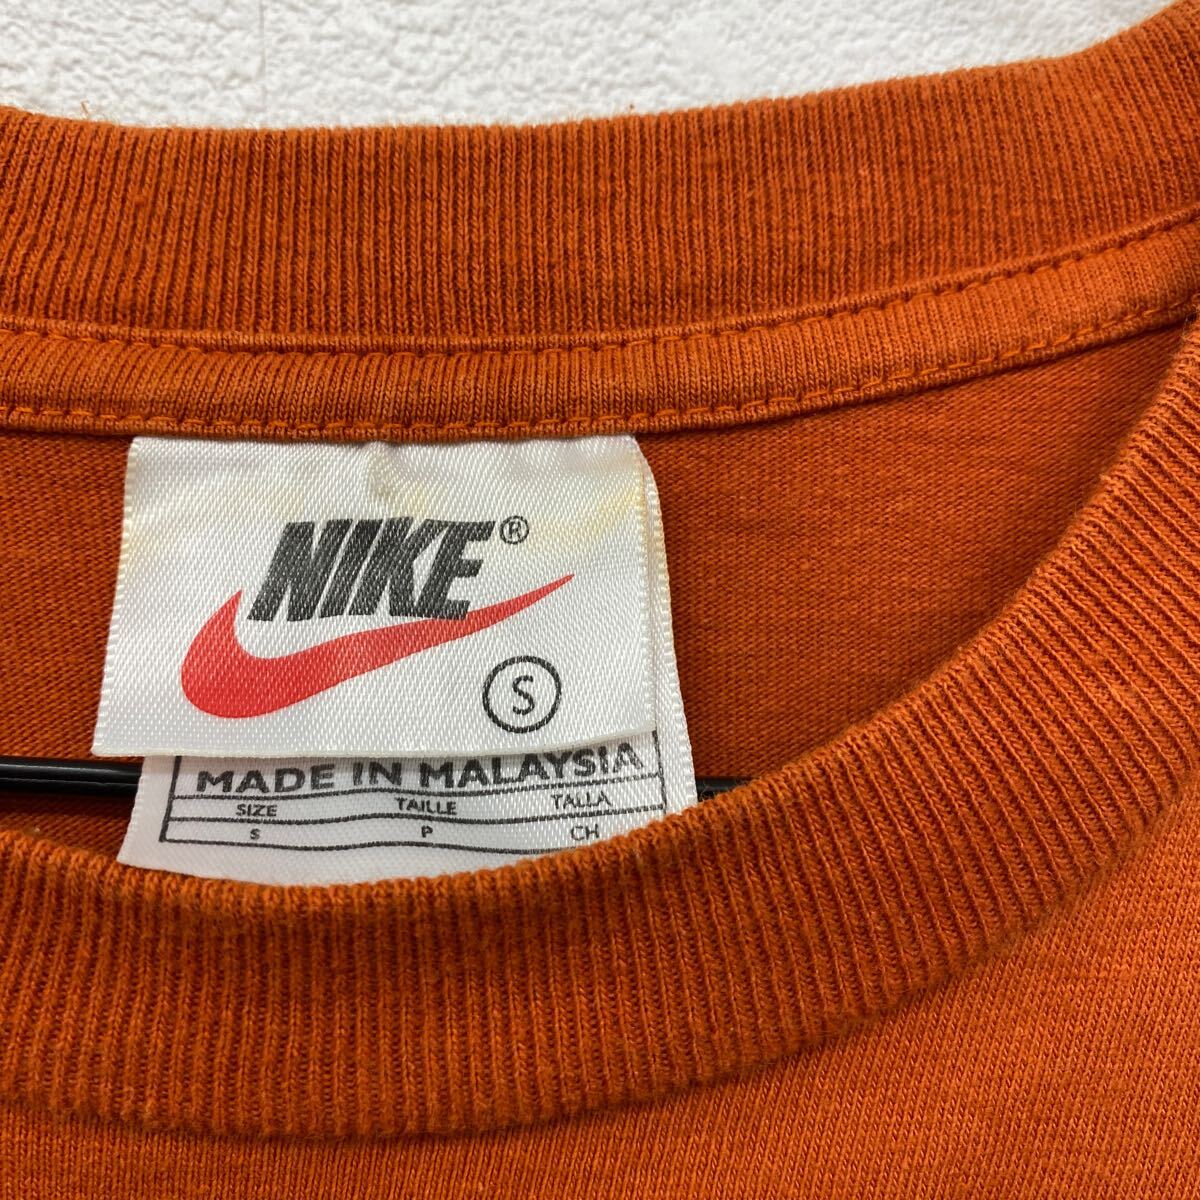 NIKE®
S
MADE IN MALAYSIA
SIZE TAILLE TALLA
S P CH